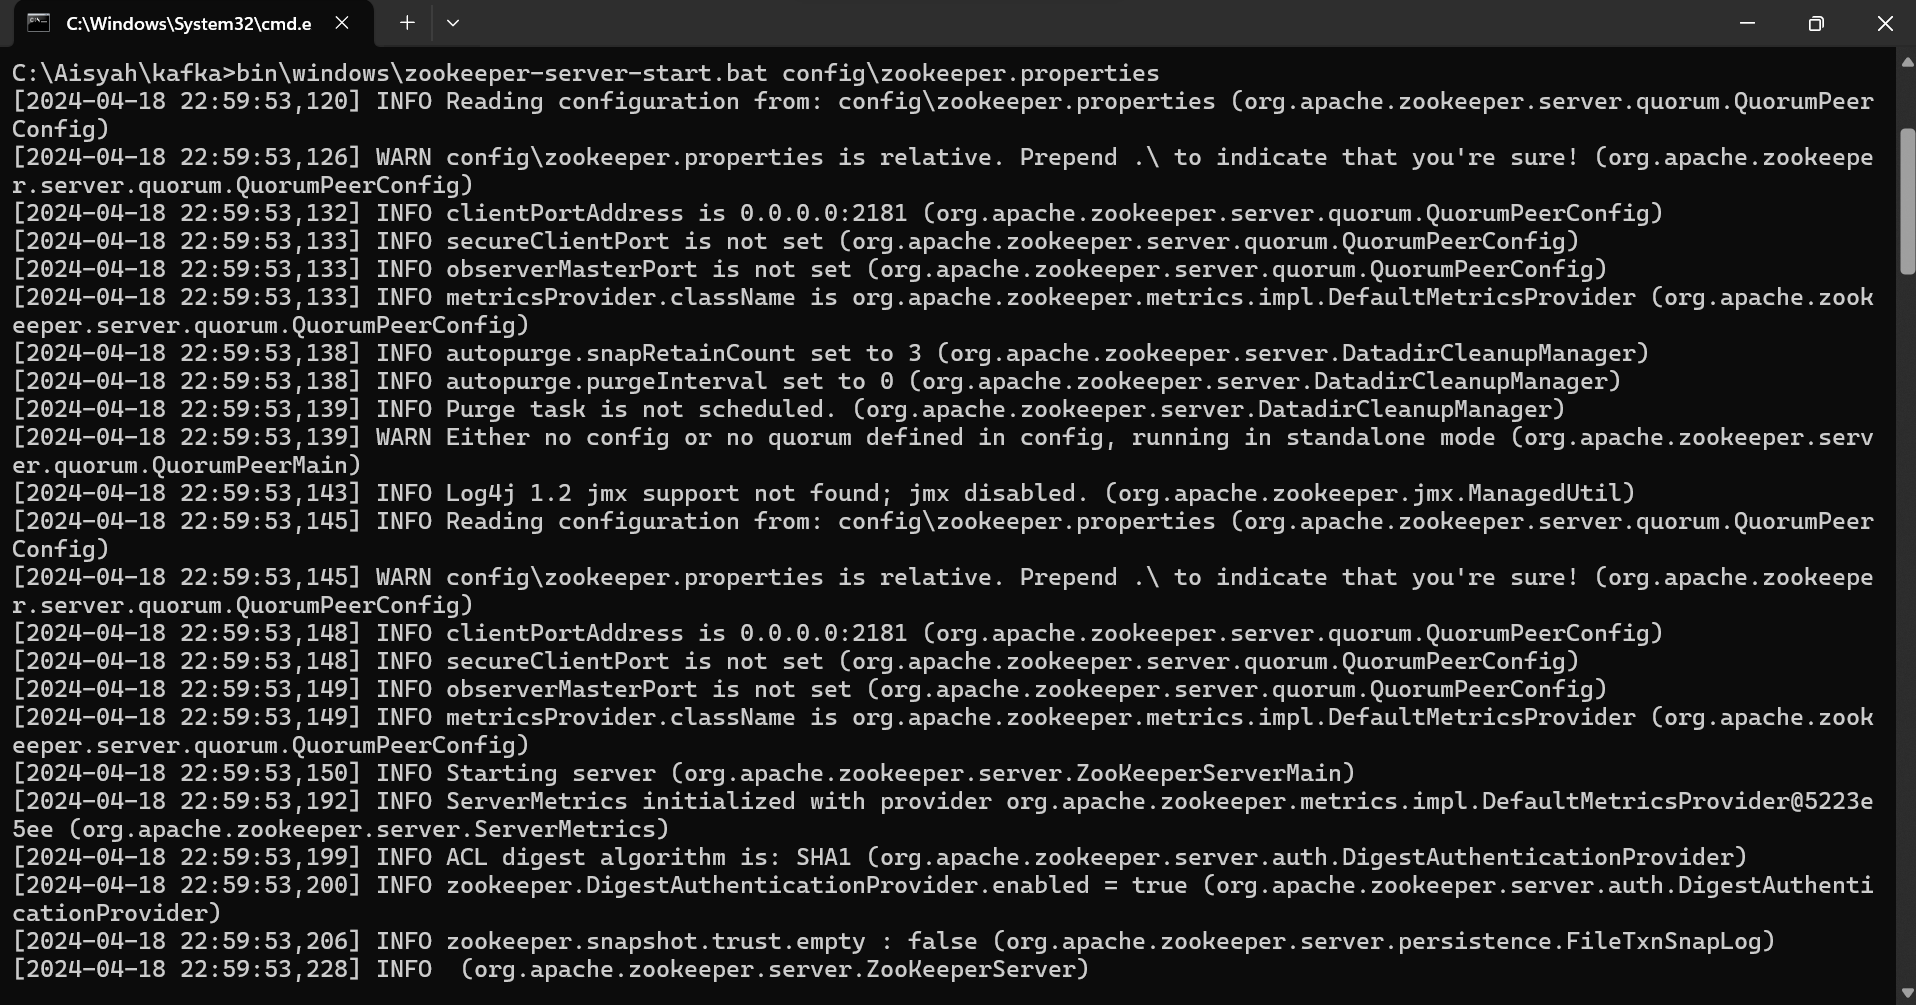 C:\Windows\System32\cmd.e
C:\Aisyah\kafka>bin\windows\zookeeper-server-start.bat config\zookeeper.properties
[2024-04-18 22:59:53,120] INFO Reading configuration from: config\zookeeper.properties (org.apache.zookeeper.server.quorum.QuorumPeer
Config)
[2024-04-18 22:59:53,126] WARN config\zookeeper.properties is relative. Prepend .\ to indicate that you're sure! (org.apache.zookeepe
r.server.quorum.QuorumPeerConfig)
[2024-04-18 22:59:53,132] INFO clientPortAddress is 0.0.0.0:2181 (org.apache.zookeeper.server.quorum.QuorumPeerConfig)
[2024-04-18 22:59:53,133] INFO secureClientPort is not set (org.apache.zookeeper.server.quorum.QuorumPeerConfig)
[2024-04-18 22:59:53,133] INFO observerMasterPort is not set (org.apache.zookeeper.server.quorum.QuorumPeerConfig)
[2024-04-18 22:59:53,133] INFO metricsProvider.className is org.apache.zookeeper.metrics.impl.DefaultMetricsProvider (org.apache.zook
eeper.server.quorum.QuorumPeerConfig)
[2024-04-18 22:59:53,138] INFO autopurge.snapRetainCount set to 3 (org.apache.zookeeper.server.DatadirCleanupManager)
[2024-04-18 22:59:53,138] INFO autopurge.purgeInterval set to 0 (org.apache.zookeeper.server.DatadirCleanupManager)
[2024-04-18 22:59:53,139] INFO Purge task is not scheduled. (org.apache.zookeeper.server.DatadirCleanupManager)
[2024-04-18 22:59:53,139] WARN Either no config or no quorum defined in config, running in standalone mode (org.apache.zookeeper.serv
er.quorum.QuorumPeerMain)
[2024-04-18 22:59:53,143] INFO Log4j 1.2 jmx support not found; jmx disabled. (org.apache.zookeeper.jmx.ManagedUtil)
[2024-04-18 22:59:53,145] INFO Reading configuration from: config\zookeeper.properties (org.apache.zookeeper.server.quorum.QuorumPeer
Config)
[2024-04-18 22:59:53,145] WARN config\zookeeper.properties is relative. Prepend .\ to indicate that you're sure! (org.apache.zookeepe
r.server.quorum.QuorumPeerConfig)
[2024-04-18 22:59:53,148] INFO clientPortAddress is 0.0.0.0:2181 (org.apache.zookeeper.server.quorum.QuorumPeerConfig)
[2024-04-18 22:59:53,148] INFO secureClientPort is not set (org.apache.zookeeper.server.quorum.QuorumPeerConfig)
[2024-04-18 22:59:53,149] INFO observerMasterPort is not set (org.apache.zookeeper.server.quorum.QuorumPeerConfig)
[2024-04-18 22:59:53,149] INFO metricsProvider.className is org.apache.zookeeper.metrics.impl.DefaultMetricsProvider (org.apache.zook
eeper.server.quorum.QuorumPeerConfig)
[2024-04-18 22:59:53,150] INFO Starting server (org.apache.zookeeper.server.ZooKeeperServerMain)
[2024-04-18 22:59:53,192] INFO ServerMetrics initialized with provider org.apache.zookeeper.metrics.impl.DefaultMetricsProvider@5223e
5ee (org.apache.zookeeper.server.ServerMetrics)
[2024-04-18 22:59:53,199] INFO ACL digest algorithm is: SHA1 (org.apache.zookeeper.server.auth.DigestAuthenticationProvider)
[2024-04-18 22:59:53,200] INFO zookeeper.DigestAuthenticationProvider.enabled = true (org.apache.zookeeper.server.auth.DigestAuthenti
cationProvider)
[2024-04-18 22:59:53,206] INFO zookeeper.snapshot.trust.empty : false (org.apache.zookeeper.server.persistence.FileTxnSnapLog)
[2024-04-18 22:59:53,228] INFO  (org.apache.zookeeper.server.ZooKeeperServer)